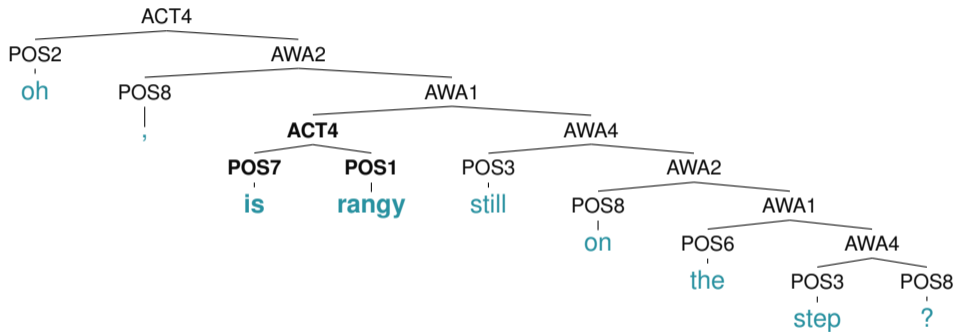 ACT4
POS2 AWA2
oh POS8 AWA1
, ACT4 AWA4
POS7 POS1 POS3 AWA2
is rangy still POS8 AWA1
on POS6 AWA4
the POS3 POS8
step ?